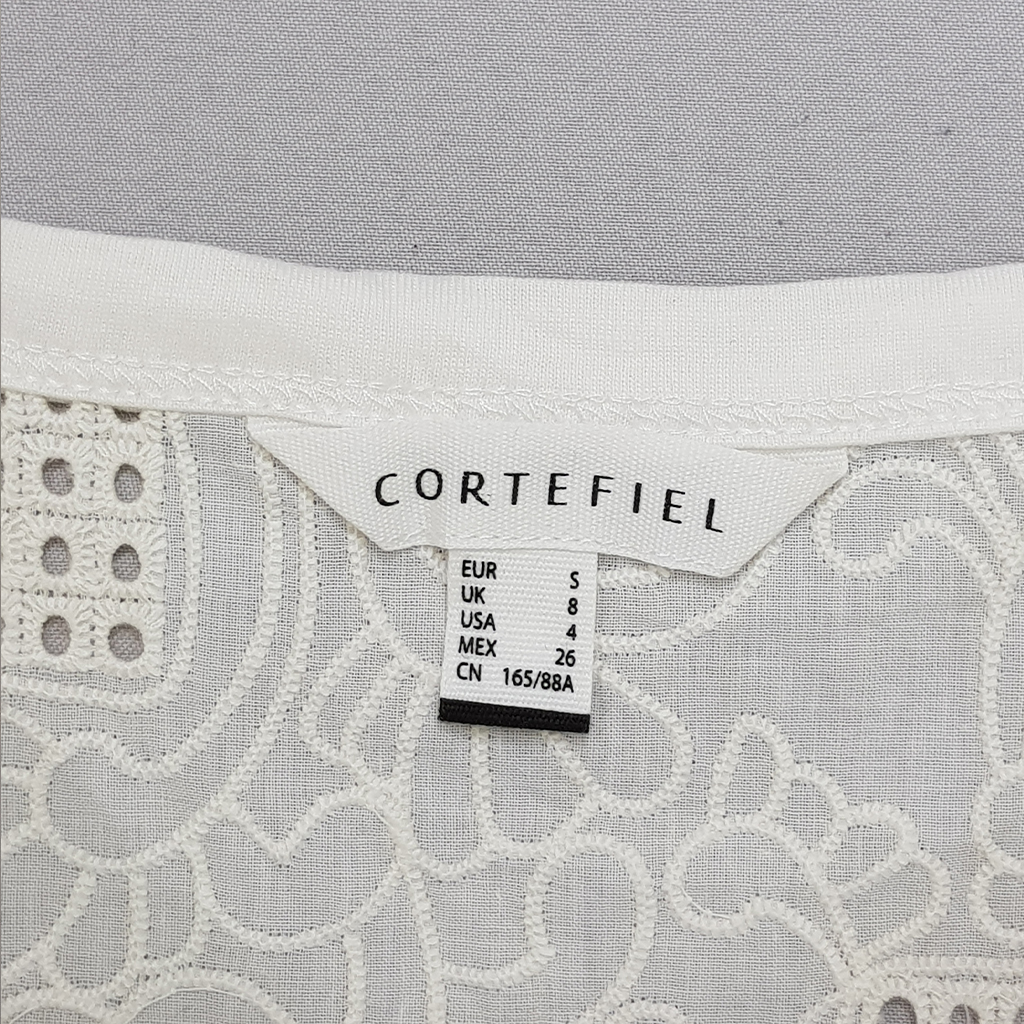 CORTEFIEL
EUR S
UK 8
USA 4
MEX 26
CN 165/88A